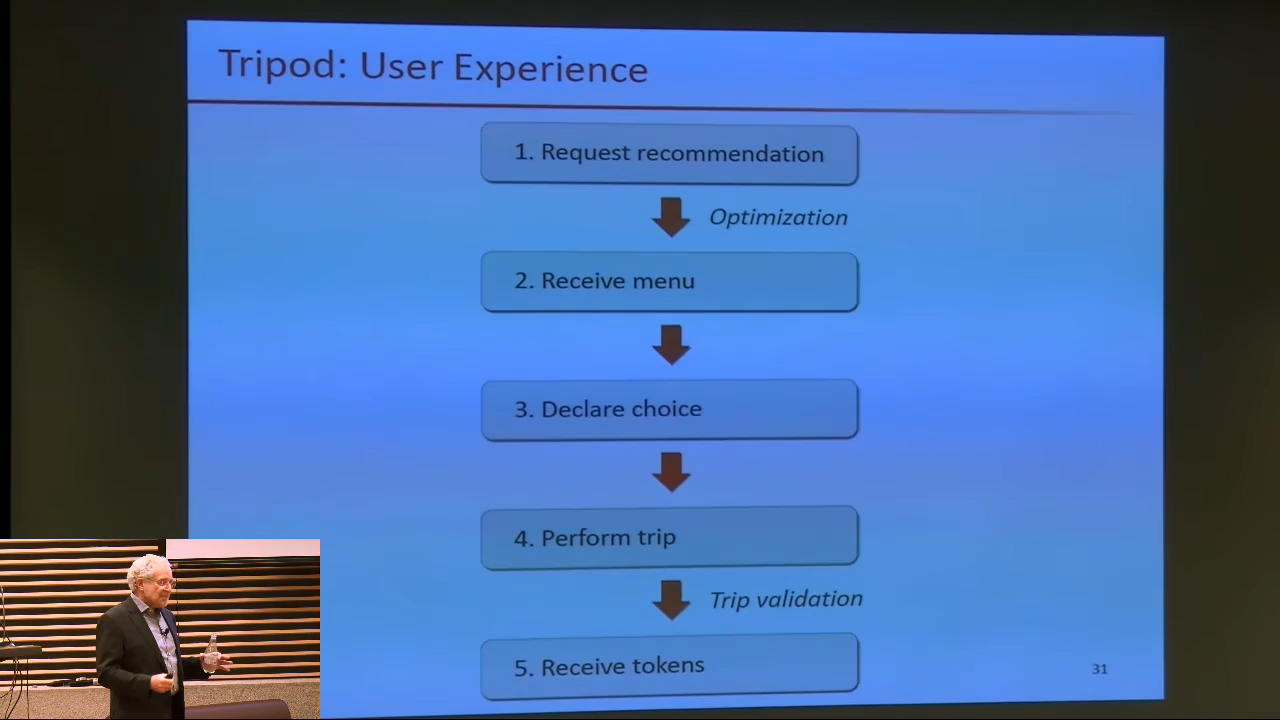 Tripod: User Experience
1. Request recommendation
Optimization
2. Receive menu
3. Declare choice
4. Perform trip
Trip validation
5. Receive tokens
31